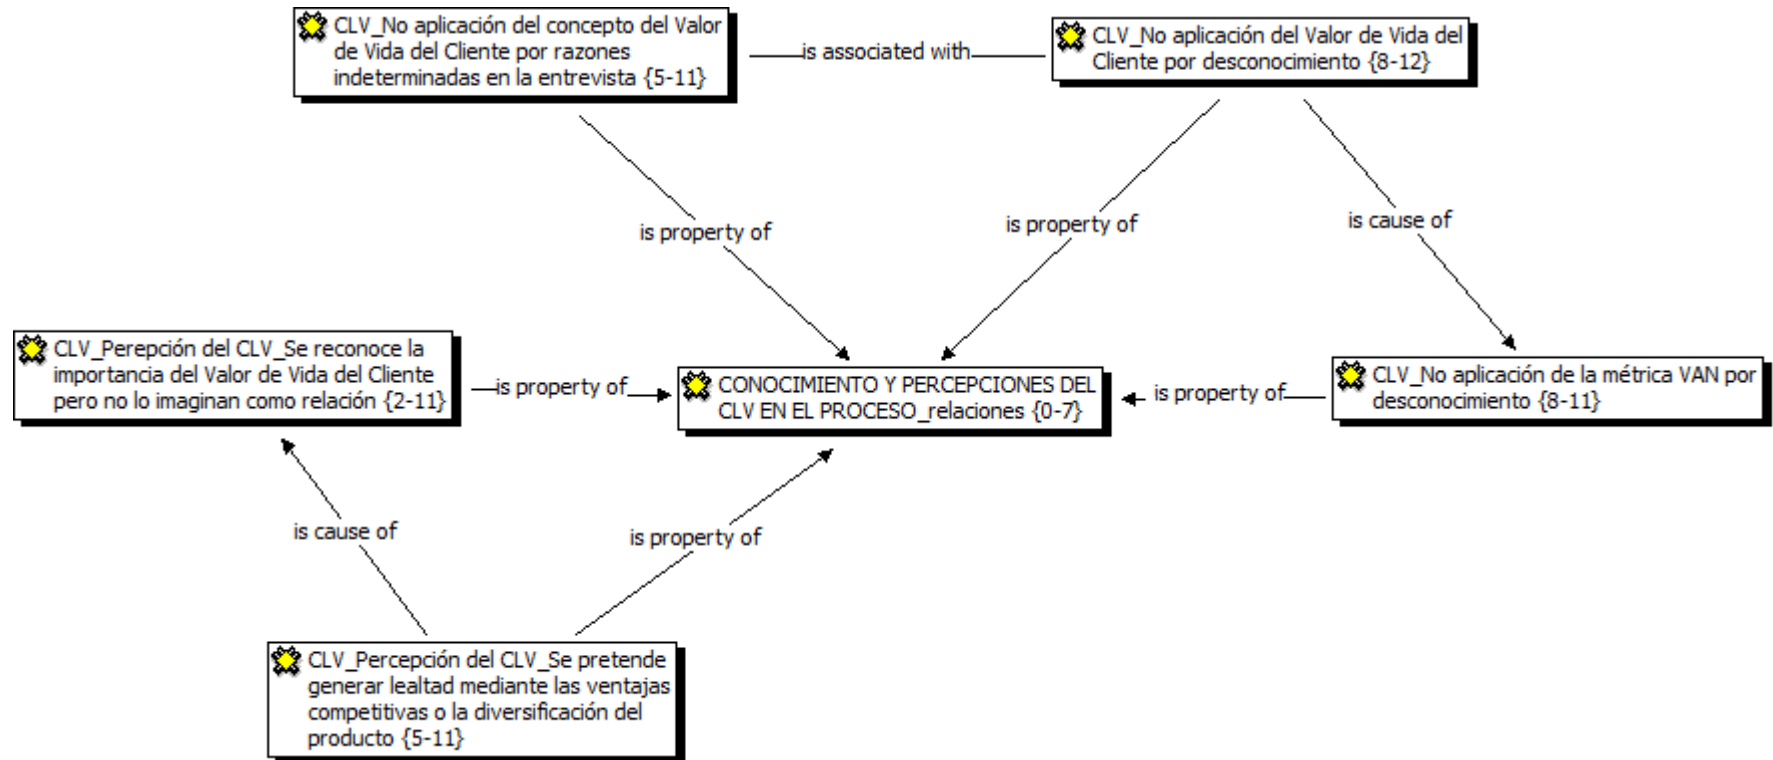 CLV_No aplicación del concepto del Valor
de Vida del Cliente por razones
indeterminadas en la entrevista {5-11}
is associated with
CLV_No aplicación del Valor de Vida del
Cliente por desconocimiento {8-12}
is property of
is property of
is cause of
CLV_Perepción del CLV_Se reconoce la
importancia del Valor de Vida del Cliente
pero no lo imaginan como relación {2-11}
is property of
CONOCIMIENTO Y PERCEPCIONES DEL
CLV EN EL PROCESO_relaciones {0-7}
is property of
CLV_No aplicación de la métrica VAN por
desconocimiento {8-11}
is cause of
is property of
CLV_Percepción del CLV_Se pretende
generar lealtad mediante las ventajas
competitivas o la diversificación del
producto {5-11}